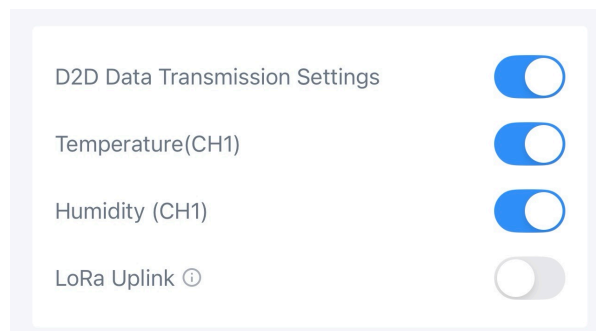 D2D Data Transmission Settings
Temperature(CH1)
Humidity (CH1)
LoRa Uplink